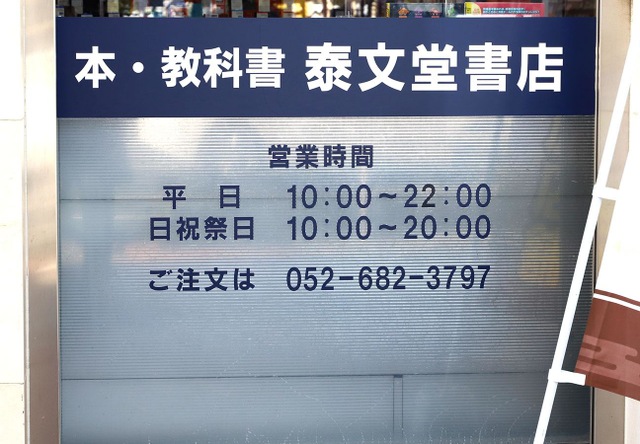 本・教科書 泰文堂書店
営業時間
平 日 10:00～22:00
日祝祭日 10:00～20:00
ご注文は 052-682-3797